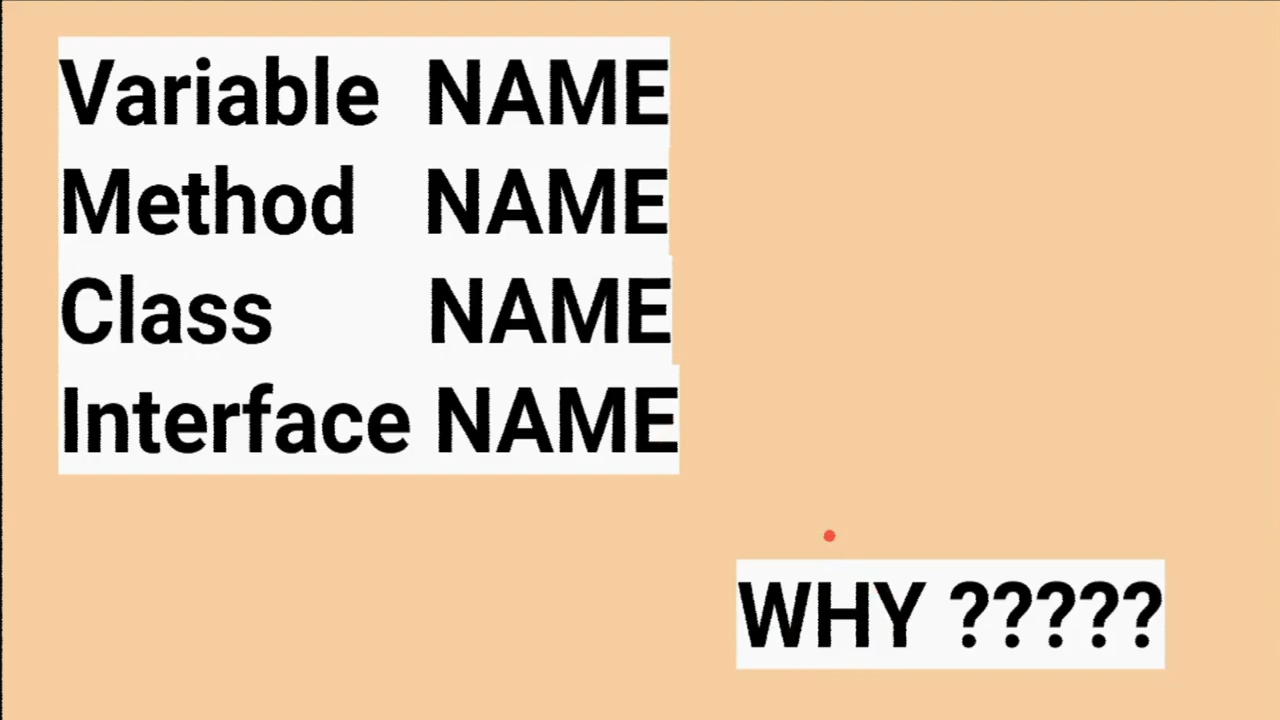 Variable NAME
Method NAME
Class NAME
Interface NAME
WHY ?????